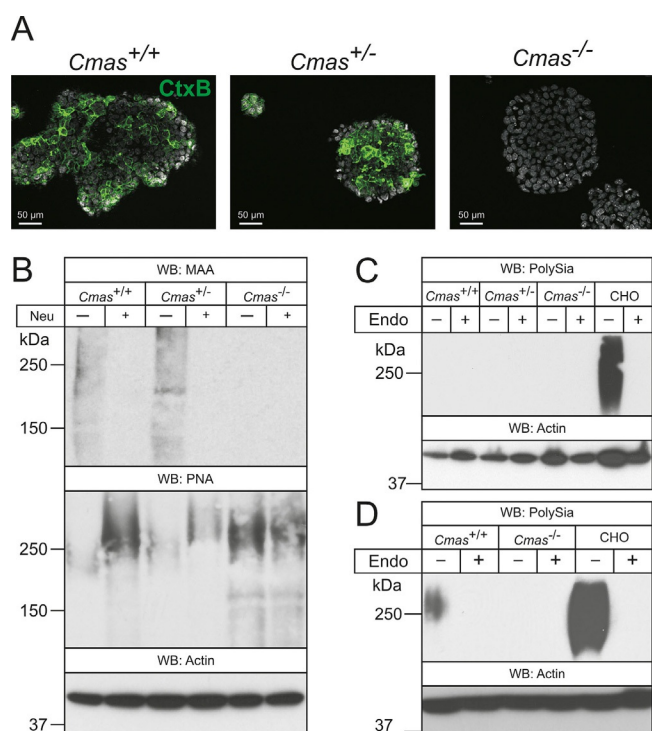 A
Cmas+/+
Cmas+/-
Cmas-/-
CtxB
50 µm
50 µm
50 µm
B
WB: MAA
Cmas+/+ Cmas+/- Cmas-/-
Neu — + — + — +
kDa
250
150
WB: PNA
250
150
WB: Actin
37
C
WB: PolySia
Cmas+/+ Cmas+/- Cmas-/- CHO
Endo – + – + – + – +
kDa
250
WB: Actin
37
D
WB: PolySia
Cmas+/+ Cmas-/- CHO
Endo – + – + – +
kDa
250
WB: Actin
37